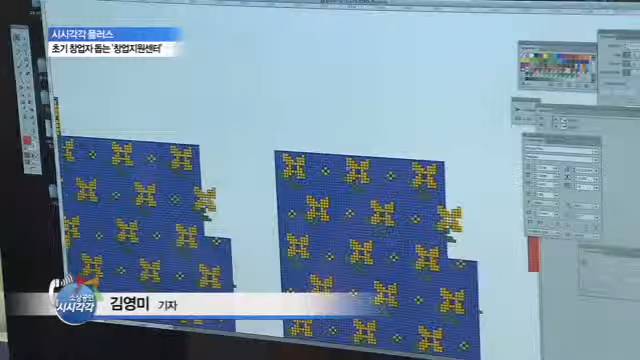 시시각각 플러스
초기 창업자 돕는 '창업지원센터'
소상공인
시시각각
김영미 기자